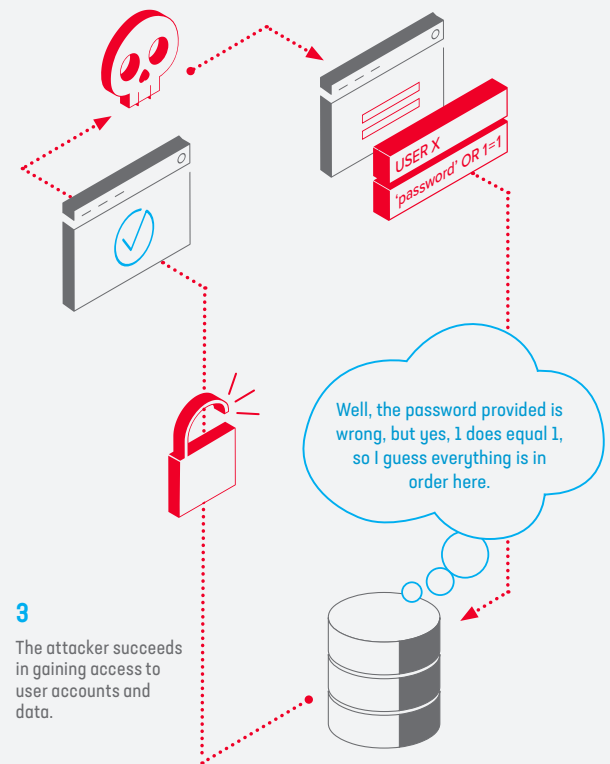 USER X
'password' OR 1=1
Well, the password provided is
wrong, but yes, 1 does equal 1,
so I guess everything is in
order here.
3
The attacker succeeds
in gaining access to
user accounts and
data.